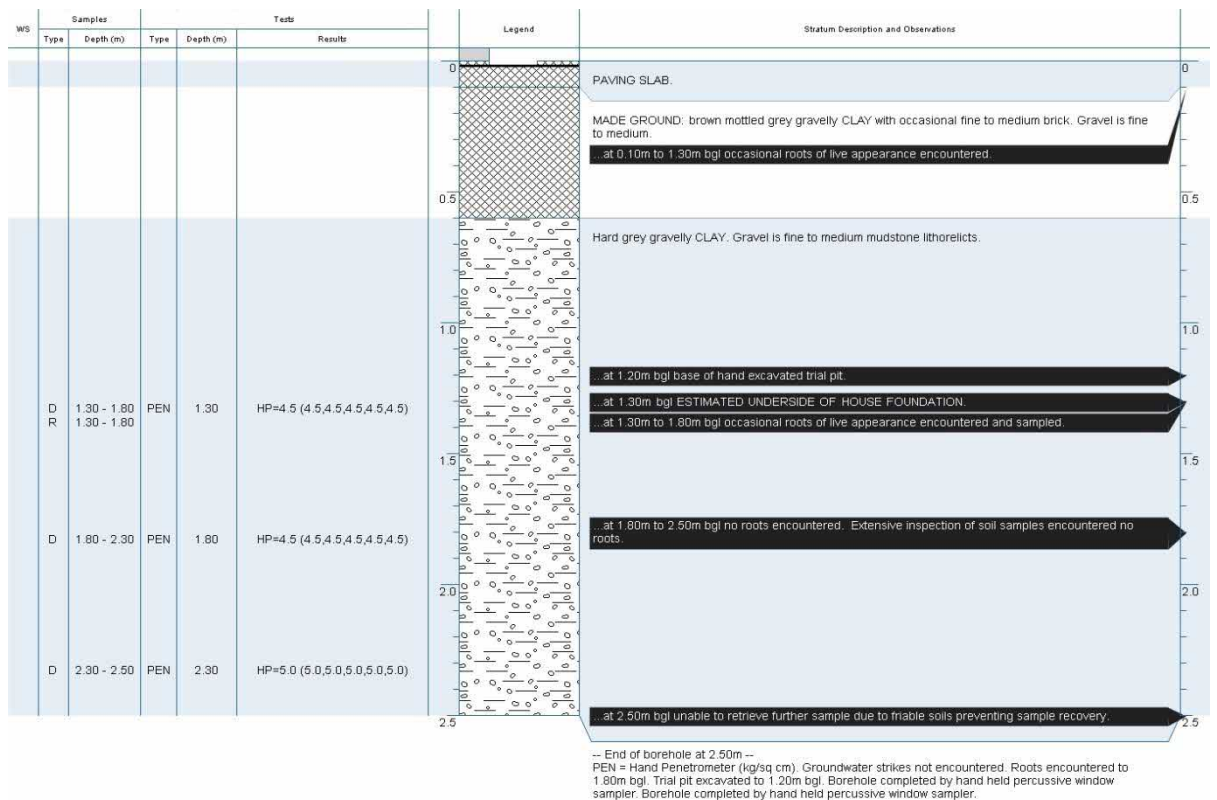 WS
Samples
Tests
Legend
Stratum Description and Observations
Type
Depth (m)
Type
Depth (m)
Results
0
0
PAVING SLAB.
MADE GROUND: brown mottled grey gravelly CLAY with occasional fine to medium brick. Gravel is fine
to medium.
...at 0.10m to 1.30m bgl occasional roots of live appearance encountered.
0.5
0.5
Hard grey gravelly CLAY. Gravel is fine to medium mudstone lithorelicts.
1.0
1.0
...at 1.20m bgl base of hand excavated trial pit.
D 1.30 - 1.80 PEN 1.30 HP=4.5 (4.5,4.5,4.5,4.5,4.5)
R 1.30 - 1.80
...at 1.30m bgl ESTIMATED UNDERSIDE OF HOUSE FOUNDATION.
...at 1.30m to 1.80m bgl occasional roots of live appearance encountered and sampled.
1.5
1.5
D 1.80 - 2.30 PEN 1.80 HP=4.5 (4.5,4.5,4.5,4.5,4.5)
...at 1.80m to 2.50m bgl no roots encountered. Extensive inspection of soil samples encountered no
roots.
2.0
2.0
D 2.30 - 2.50 PEN 2.30 HP=5.0 (5.0,5.0,5.0,5.0,5.0)
2.5
...at 2.50m bgl unable to retrieve further sample due to friable soils preventing sample recovery.
2.5
-- End of borehole at 2.50m --
PEN = Hand Penetrometer (kg/sq cm). Groundwater strikes not encountered. Roots encountered to
1.80m bgl. Trial pit excavated to 1.20m bgl. Borehole completed by hand held percussive window
sampler. Borehole completed by hand held percussive window sampler.